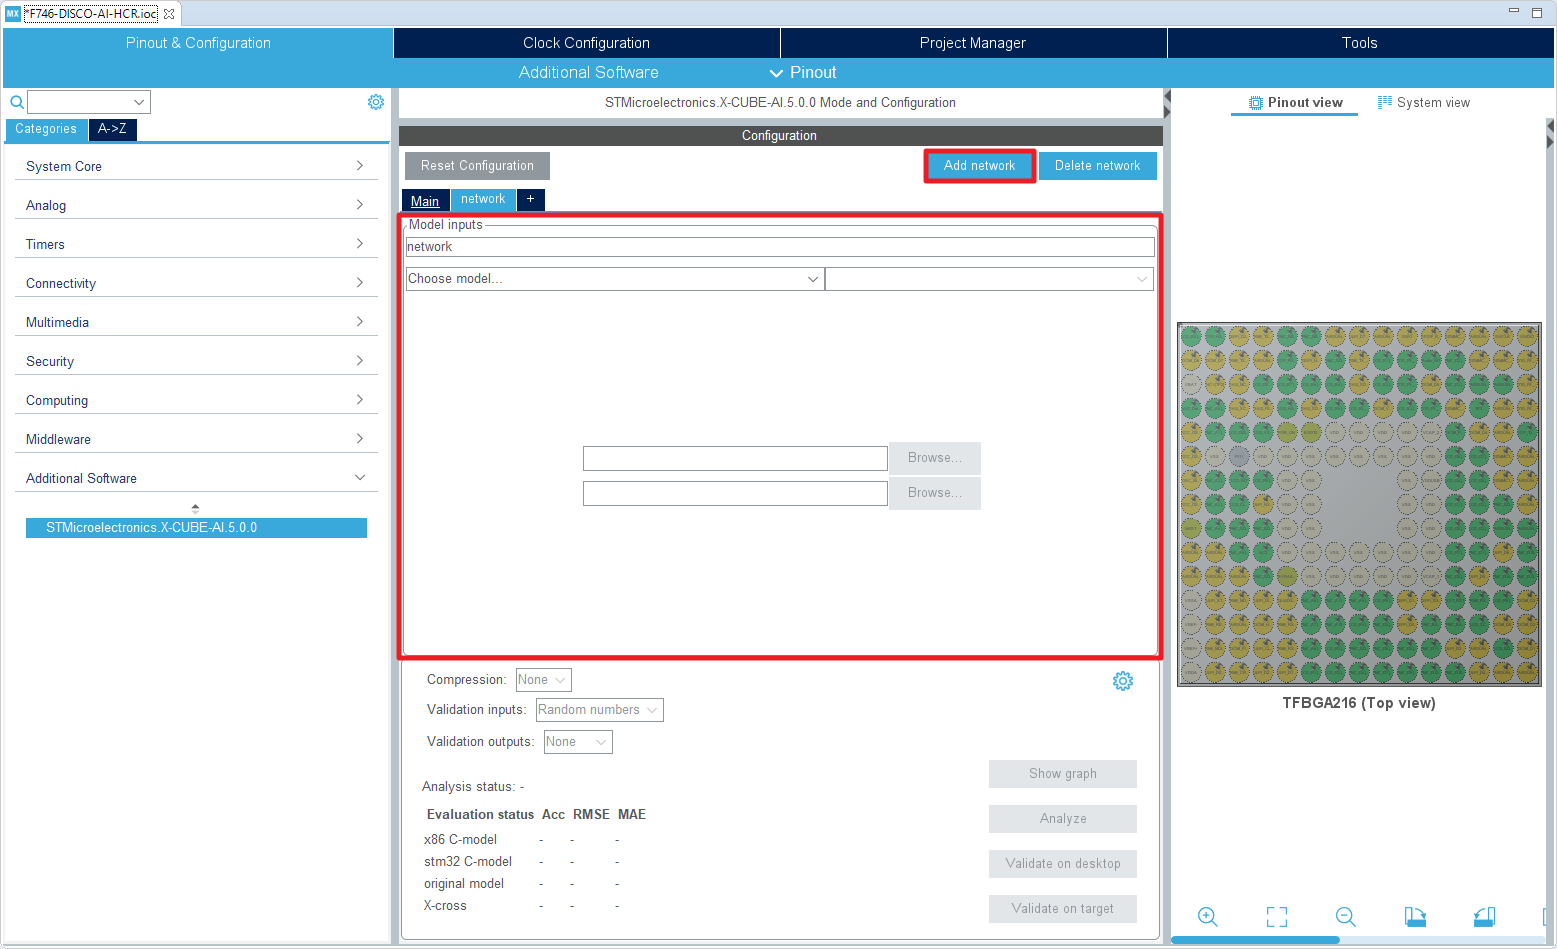 MX *F746-DISCO-AI-HCR.ioc
Pinout & Configuration
Clock Configuration
Project Manager
Tools
Additional Software
Pinout
STMicroelectronics.X-CUBE-AI.5.0.0 Mode and Configuration
Pinout view
System view
Categories
A->Z
Configuration
System Core
Analog
Timers
Connectivity
Multimedia
Security
Computing
Middleware
Additional Software
STMicroelectronics.X-CUBE-AI.5.0.0
Reset Configuration
Add network
Delete network
Main
network
+
Model inputs
network
Choose model...
Browse...
Browse...
Compression: None
Validation inputs: Random numbers
Validation outputs: None
Analysis status: -
Evaluation status Acc RMSE MAE
x86 C-model - - -
stm32 C-model - - -
original model - - -
X-cross - - -
Show graph
Analyze
Validate on desktop
Validate on target
TFBGA216 (Top view)